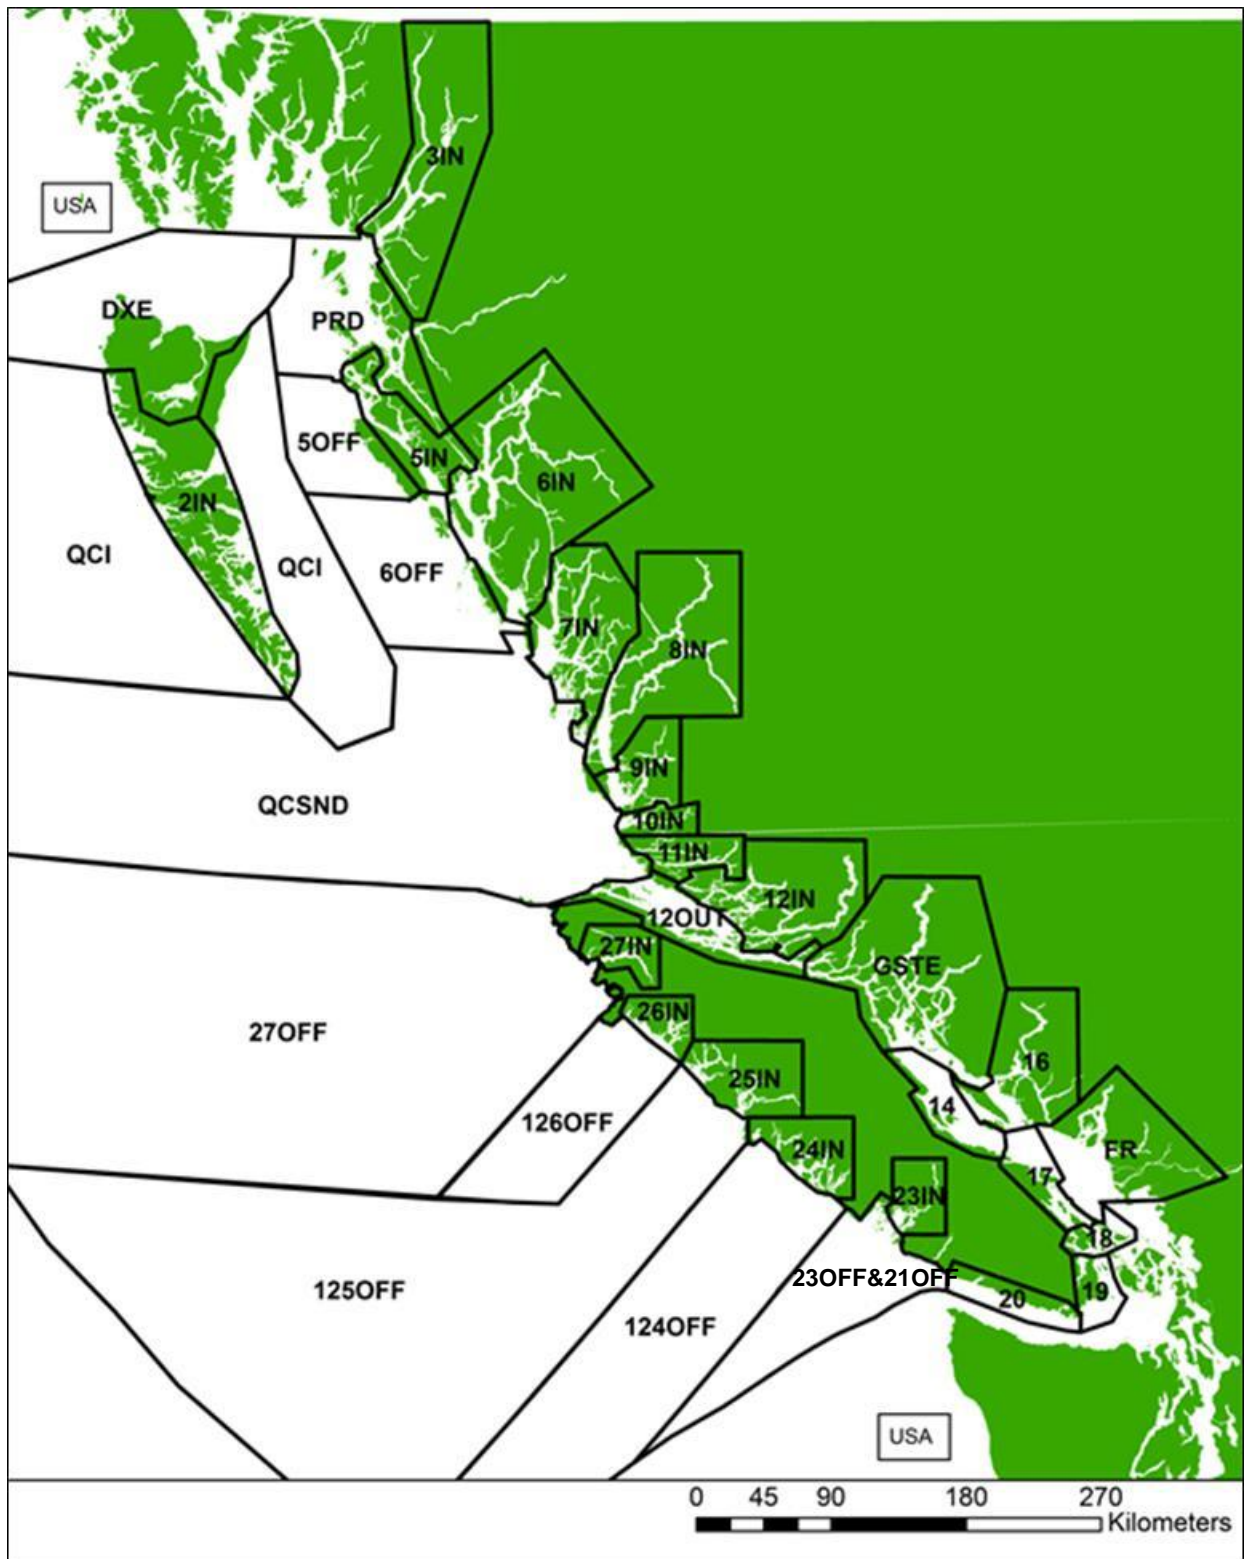 3IN
USA
DXE
PRD
5OFF
5IN
6IN
2IN
QCI
QCI
6OFF
7IN
8IN
9IN
QCSND
10IN
11IN
12IN
12OUT
27IN
GSTE
26IN
27OFF
16
25IN
14
126OFF
24IN
FR
17
23IN
18
23OFF&21OFF
125OFF
20
19
124OFF
USA
0 45 90 180 270
Kilometers